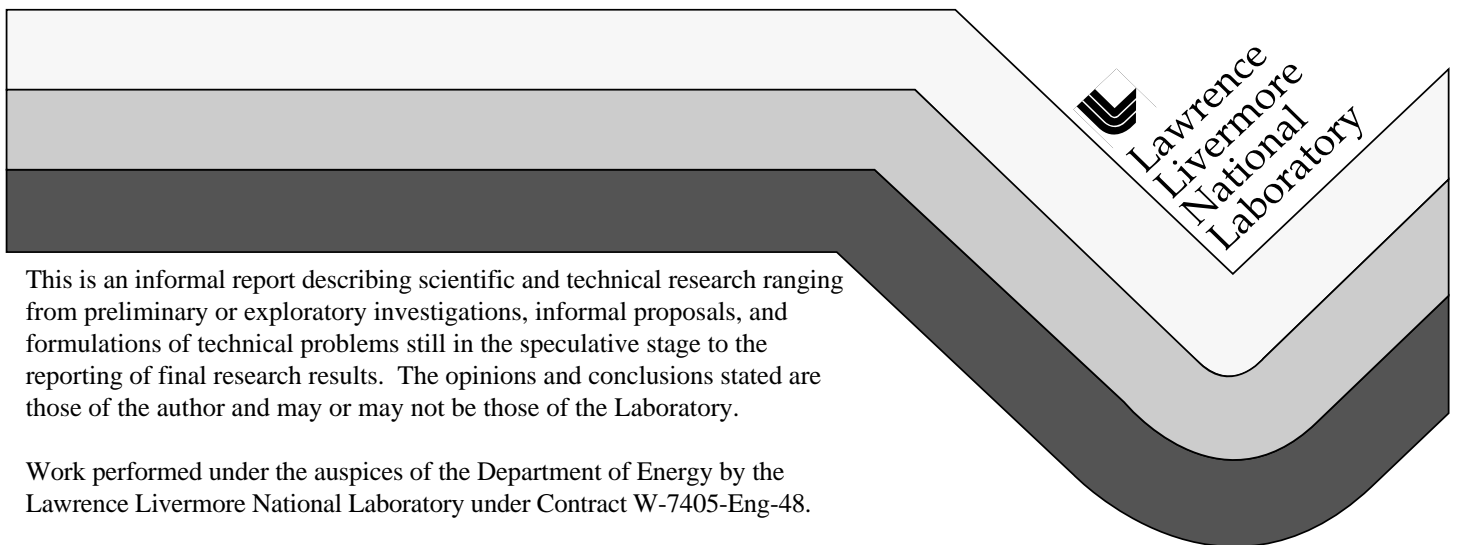 Lawrence
Livermore
National
Laboratory
This is an informal report describing scientific and technical research ranging
from preliminary or exploratory investigations, informal proposals, and
formulations of technical problems still in the speculative stage to the
reporting of final research results.  The opinions and conclusions stated are
those of the author and may or may not be those of the Laboratory.
Work performed under the auspices of the Department of Energy by the
Lawrence Livermore National Laboratory under Contract W-7405-Eng-48.